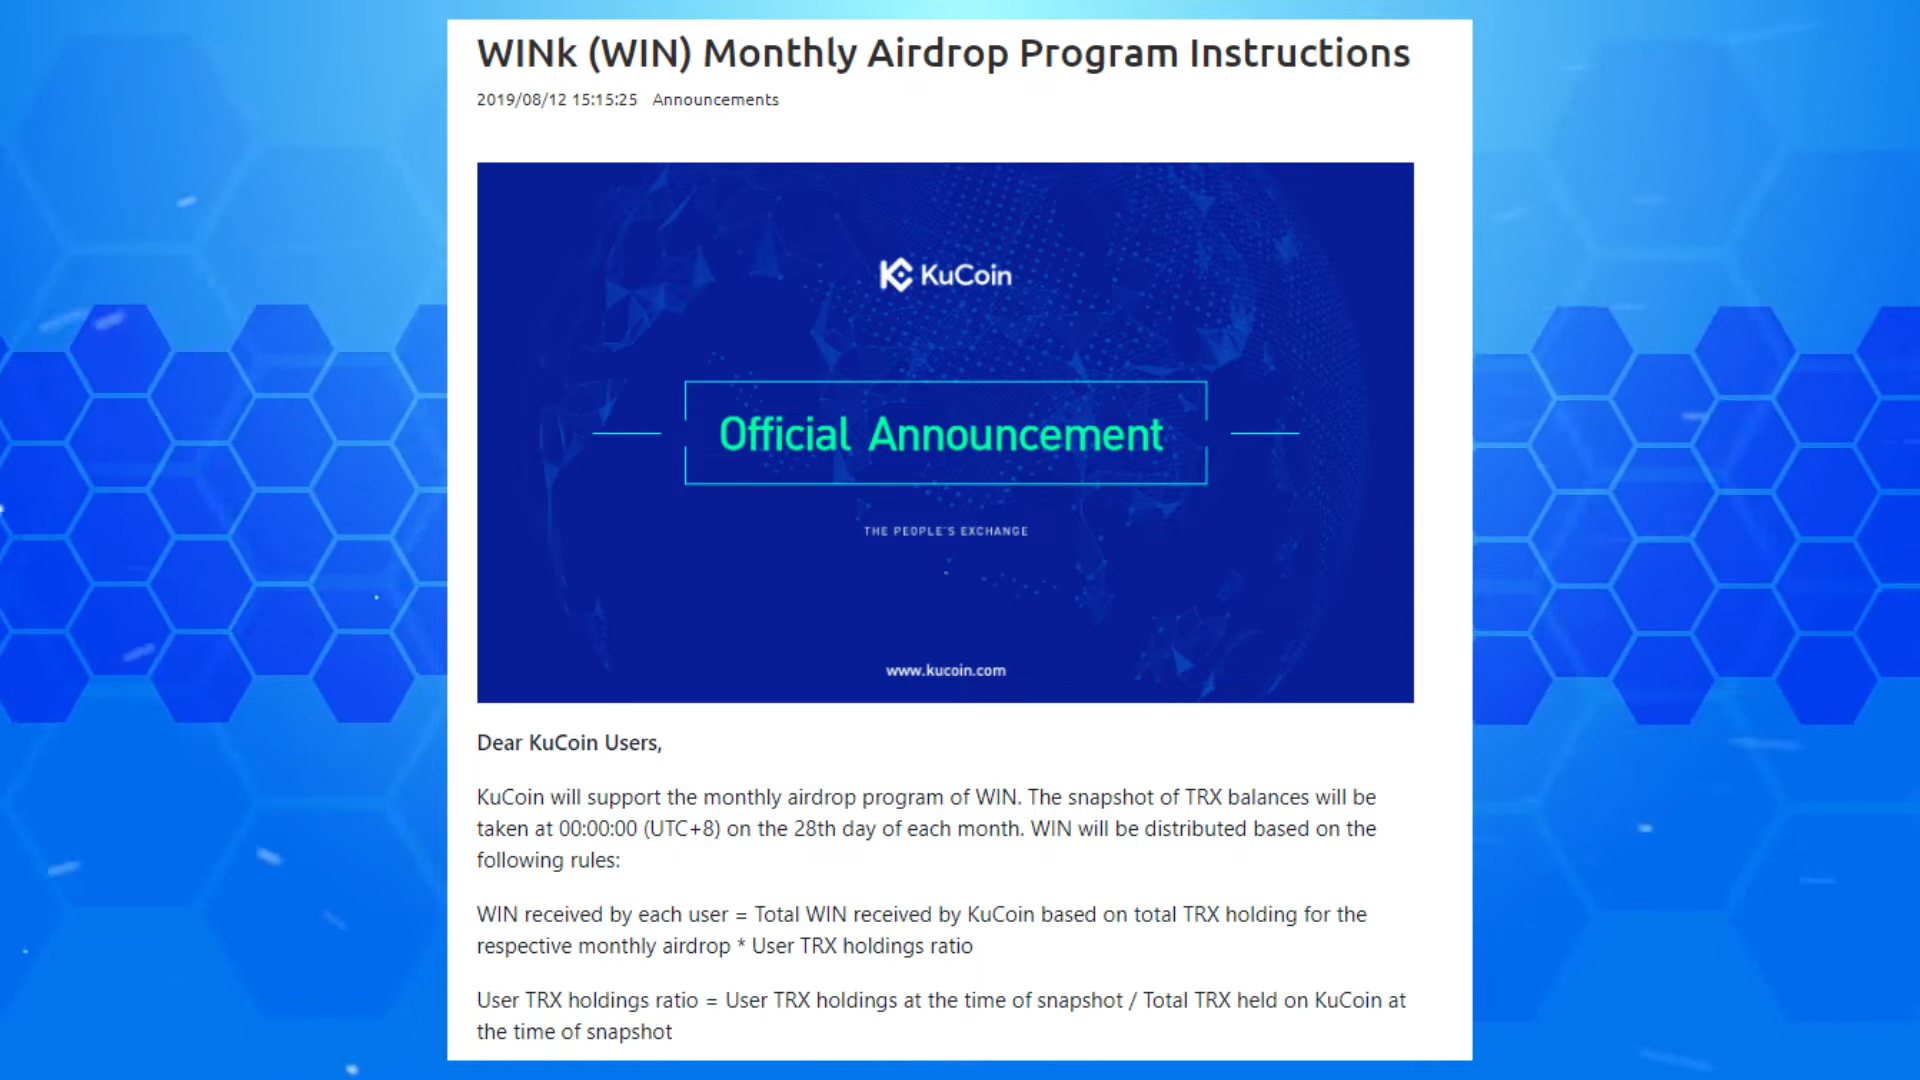 WINk (WIN) Monthly Airdrop Program Instructions
2019/08/12 15:15:25 Announcements
KuCoin
Official Announcement
THE PEOPLE'S EXCHANGE
www.kucoin.com
Dear KuCoin Users,
KuCoin will support the monthly airdrop program of WIN. The snapshot of TRX balances will be
taken at 00:00:00 (UTC+8) on the 28th day of each month. WIN will be distributed based on the
following rules:
WIN received by each user = Total WIN received by KuCoin based on total TRX holding for the
respective monthly airdrop * User TRX holdings ratio
User TRX holdings ratio = User TRX holdings at the time of snapshot / Total TRX held on KuCoin at
the time of snapshot